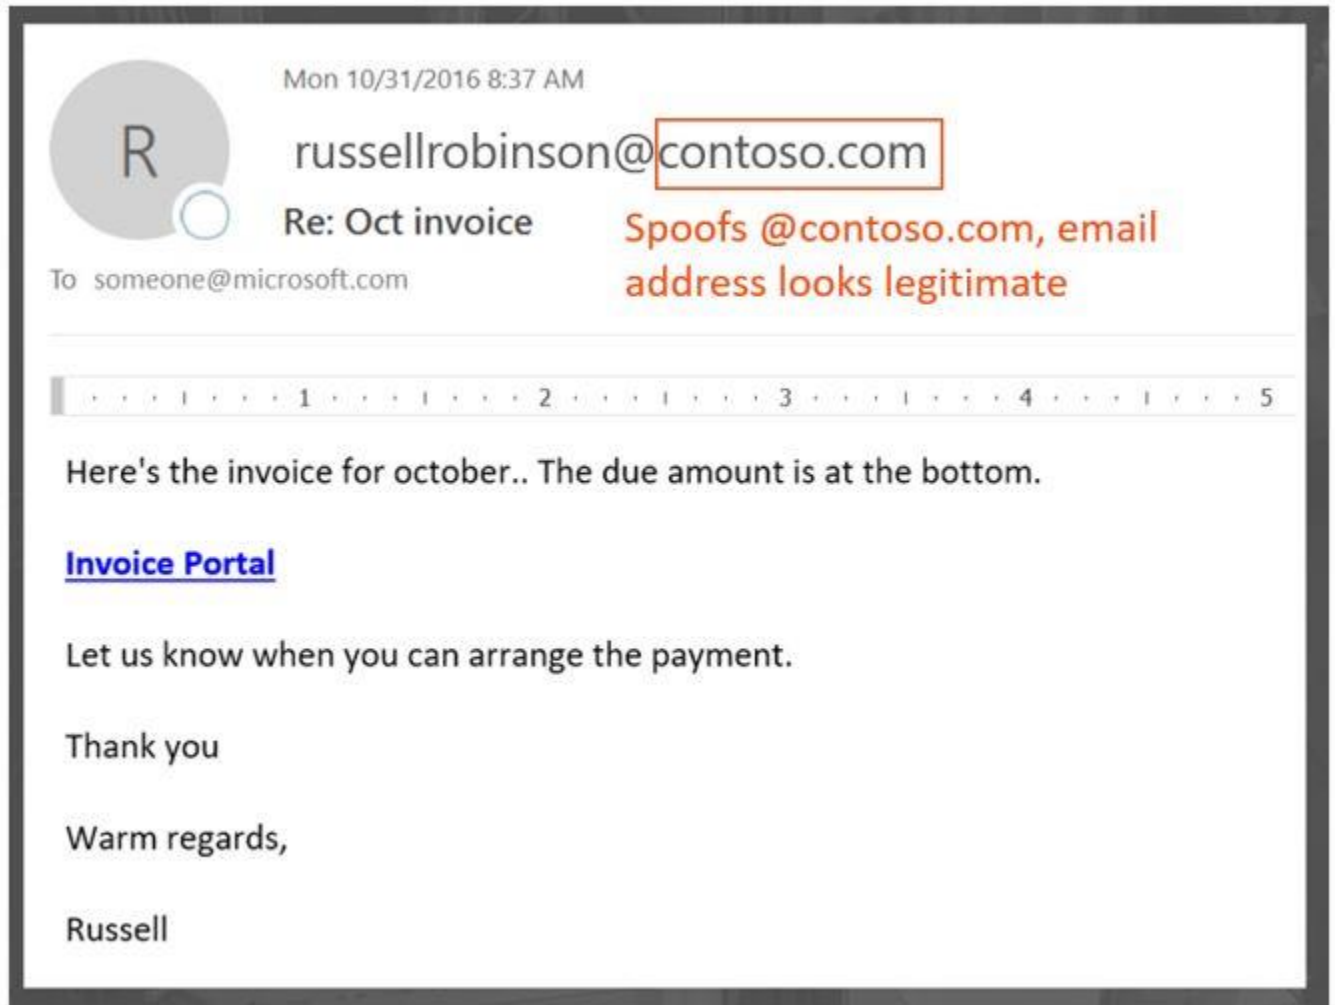 R
Mon 10/31/2016 8:37 AM
russellrobinson@contoso.com
Re: Oct invoice
Spoofs @contoso.com, email
address looks legitimate
To someone@microsoft.com
1 2 3 4 5
Here's the invoice for october.. The due amount is at the bottom.
Invoice Portal
Let us know when you can arrange the payment.
Thank you
Warm regards,
Russell